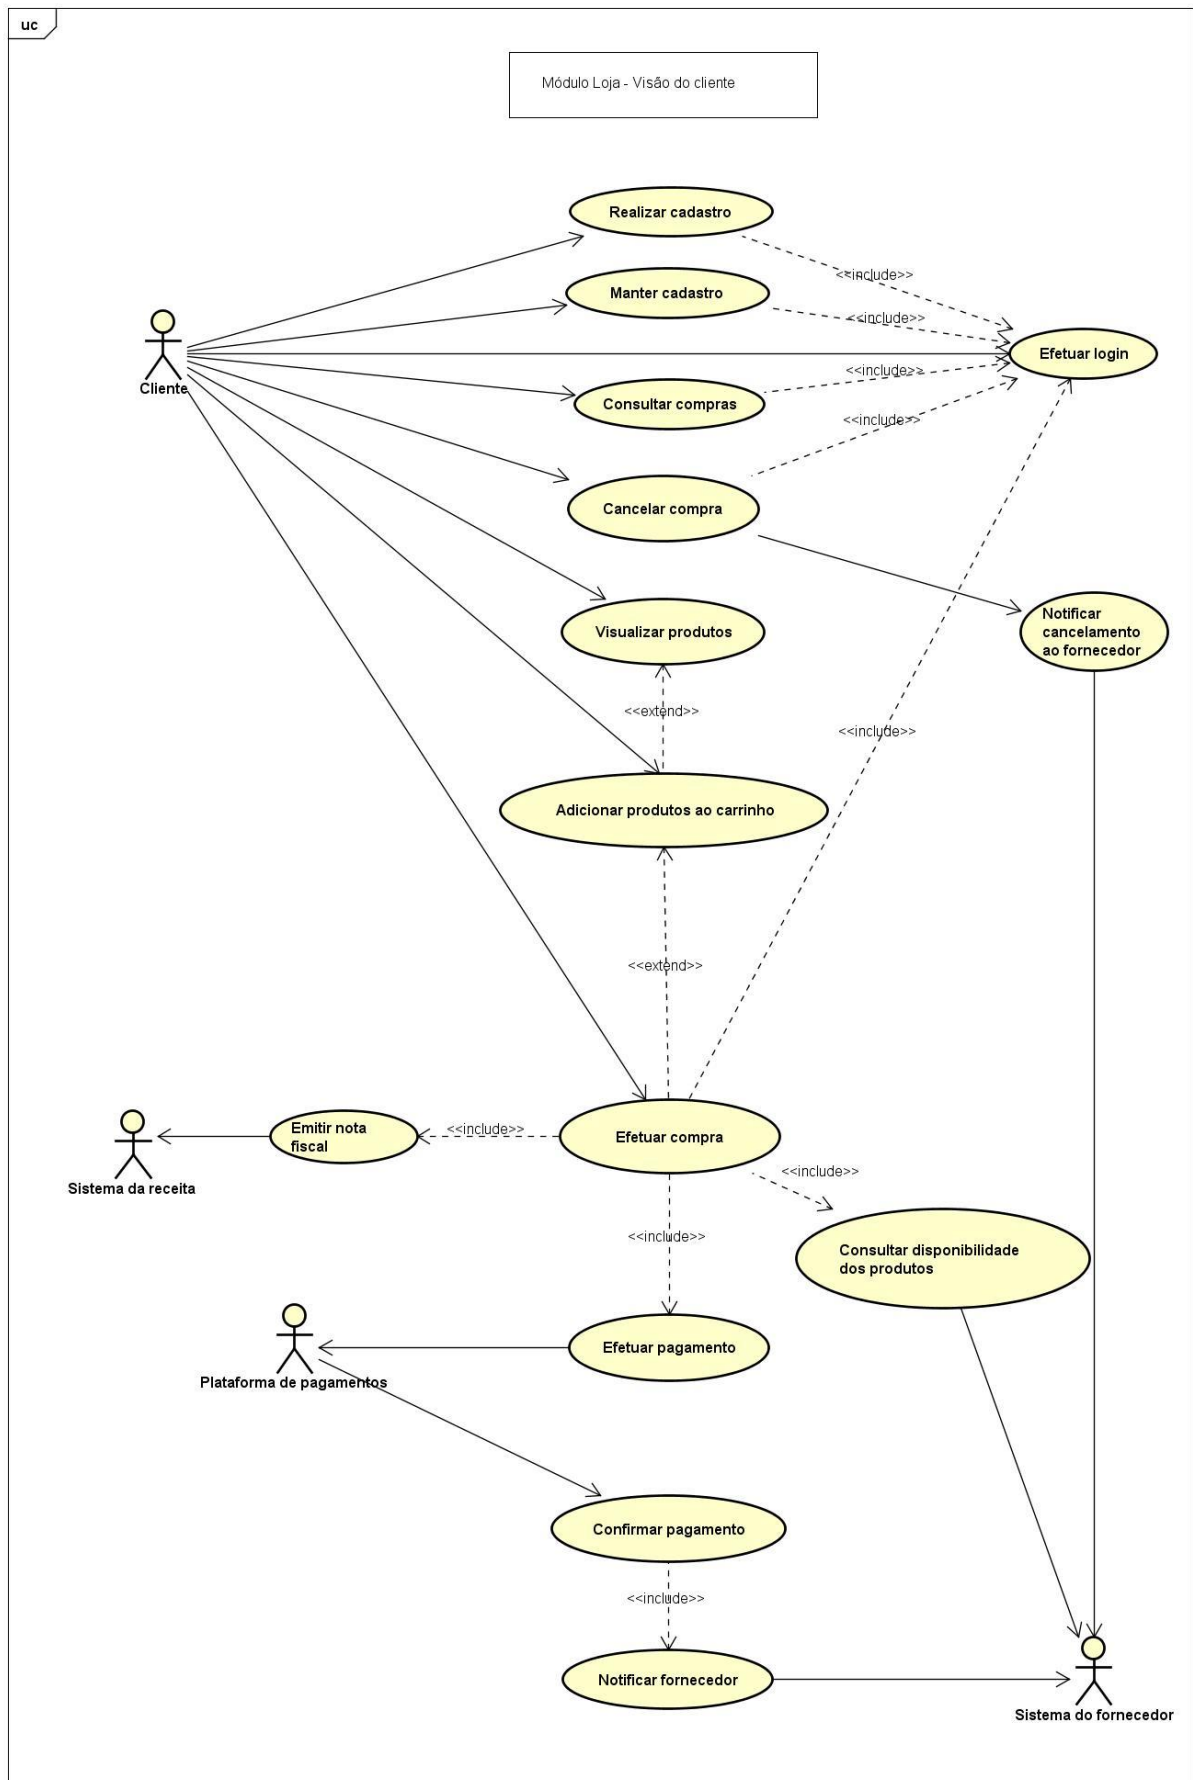 uc
Módulo Loja - Visão do cliente
Realizar cadastro
<<include>>
Manter cadastro
<<include>>
Efetuar login
Cliente
<<include>>
Consultar compras
<<include>>
Cancelar compra
Notificar
cancelamento
ao fornecedor
Visualizar produtos
<<extend>>
<<include>>
Adicionar produtos ao carrinho
<<extend>>
Emitir nota
fiscal
<<include>>
Efetuar compra
<<include>>
Sistema da receita
<<include>>
Consultar disponibilidade
dos produtos
Efetuar pagamento
Plataforma de pagamentos
Confirmar pagamento
<<include>>
Notificar fornecedor
Sistema do fornecedor